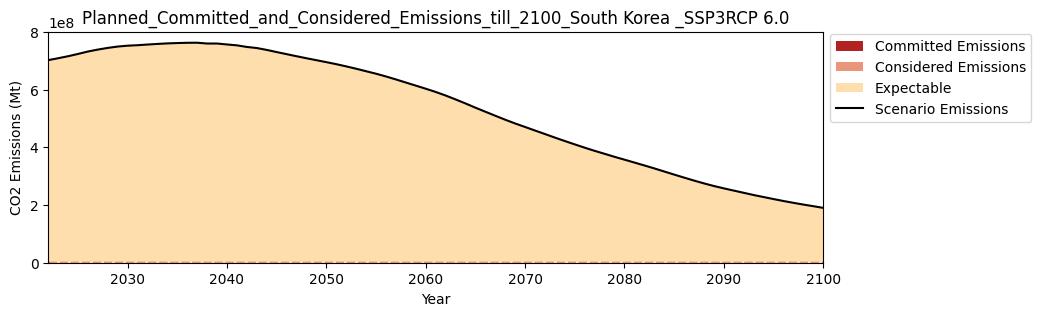 Planned_Committed_and_Considered_Emissions_till_2100_South Korea _SSP3RCP 6.0
1e8
8
6
4
2
0
CO2 Emissions (Mt)
2030 2040 2050 2060 2070 2080 2090 2100
Year
Committed Emissions
Considered Emissions
Expectable
Scenario Emissions